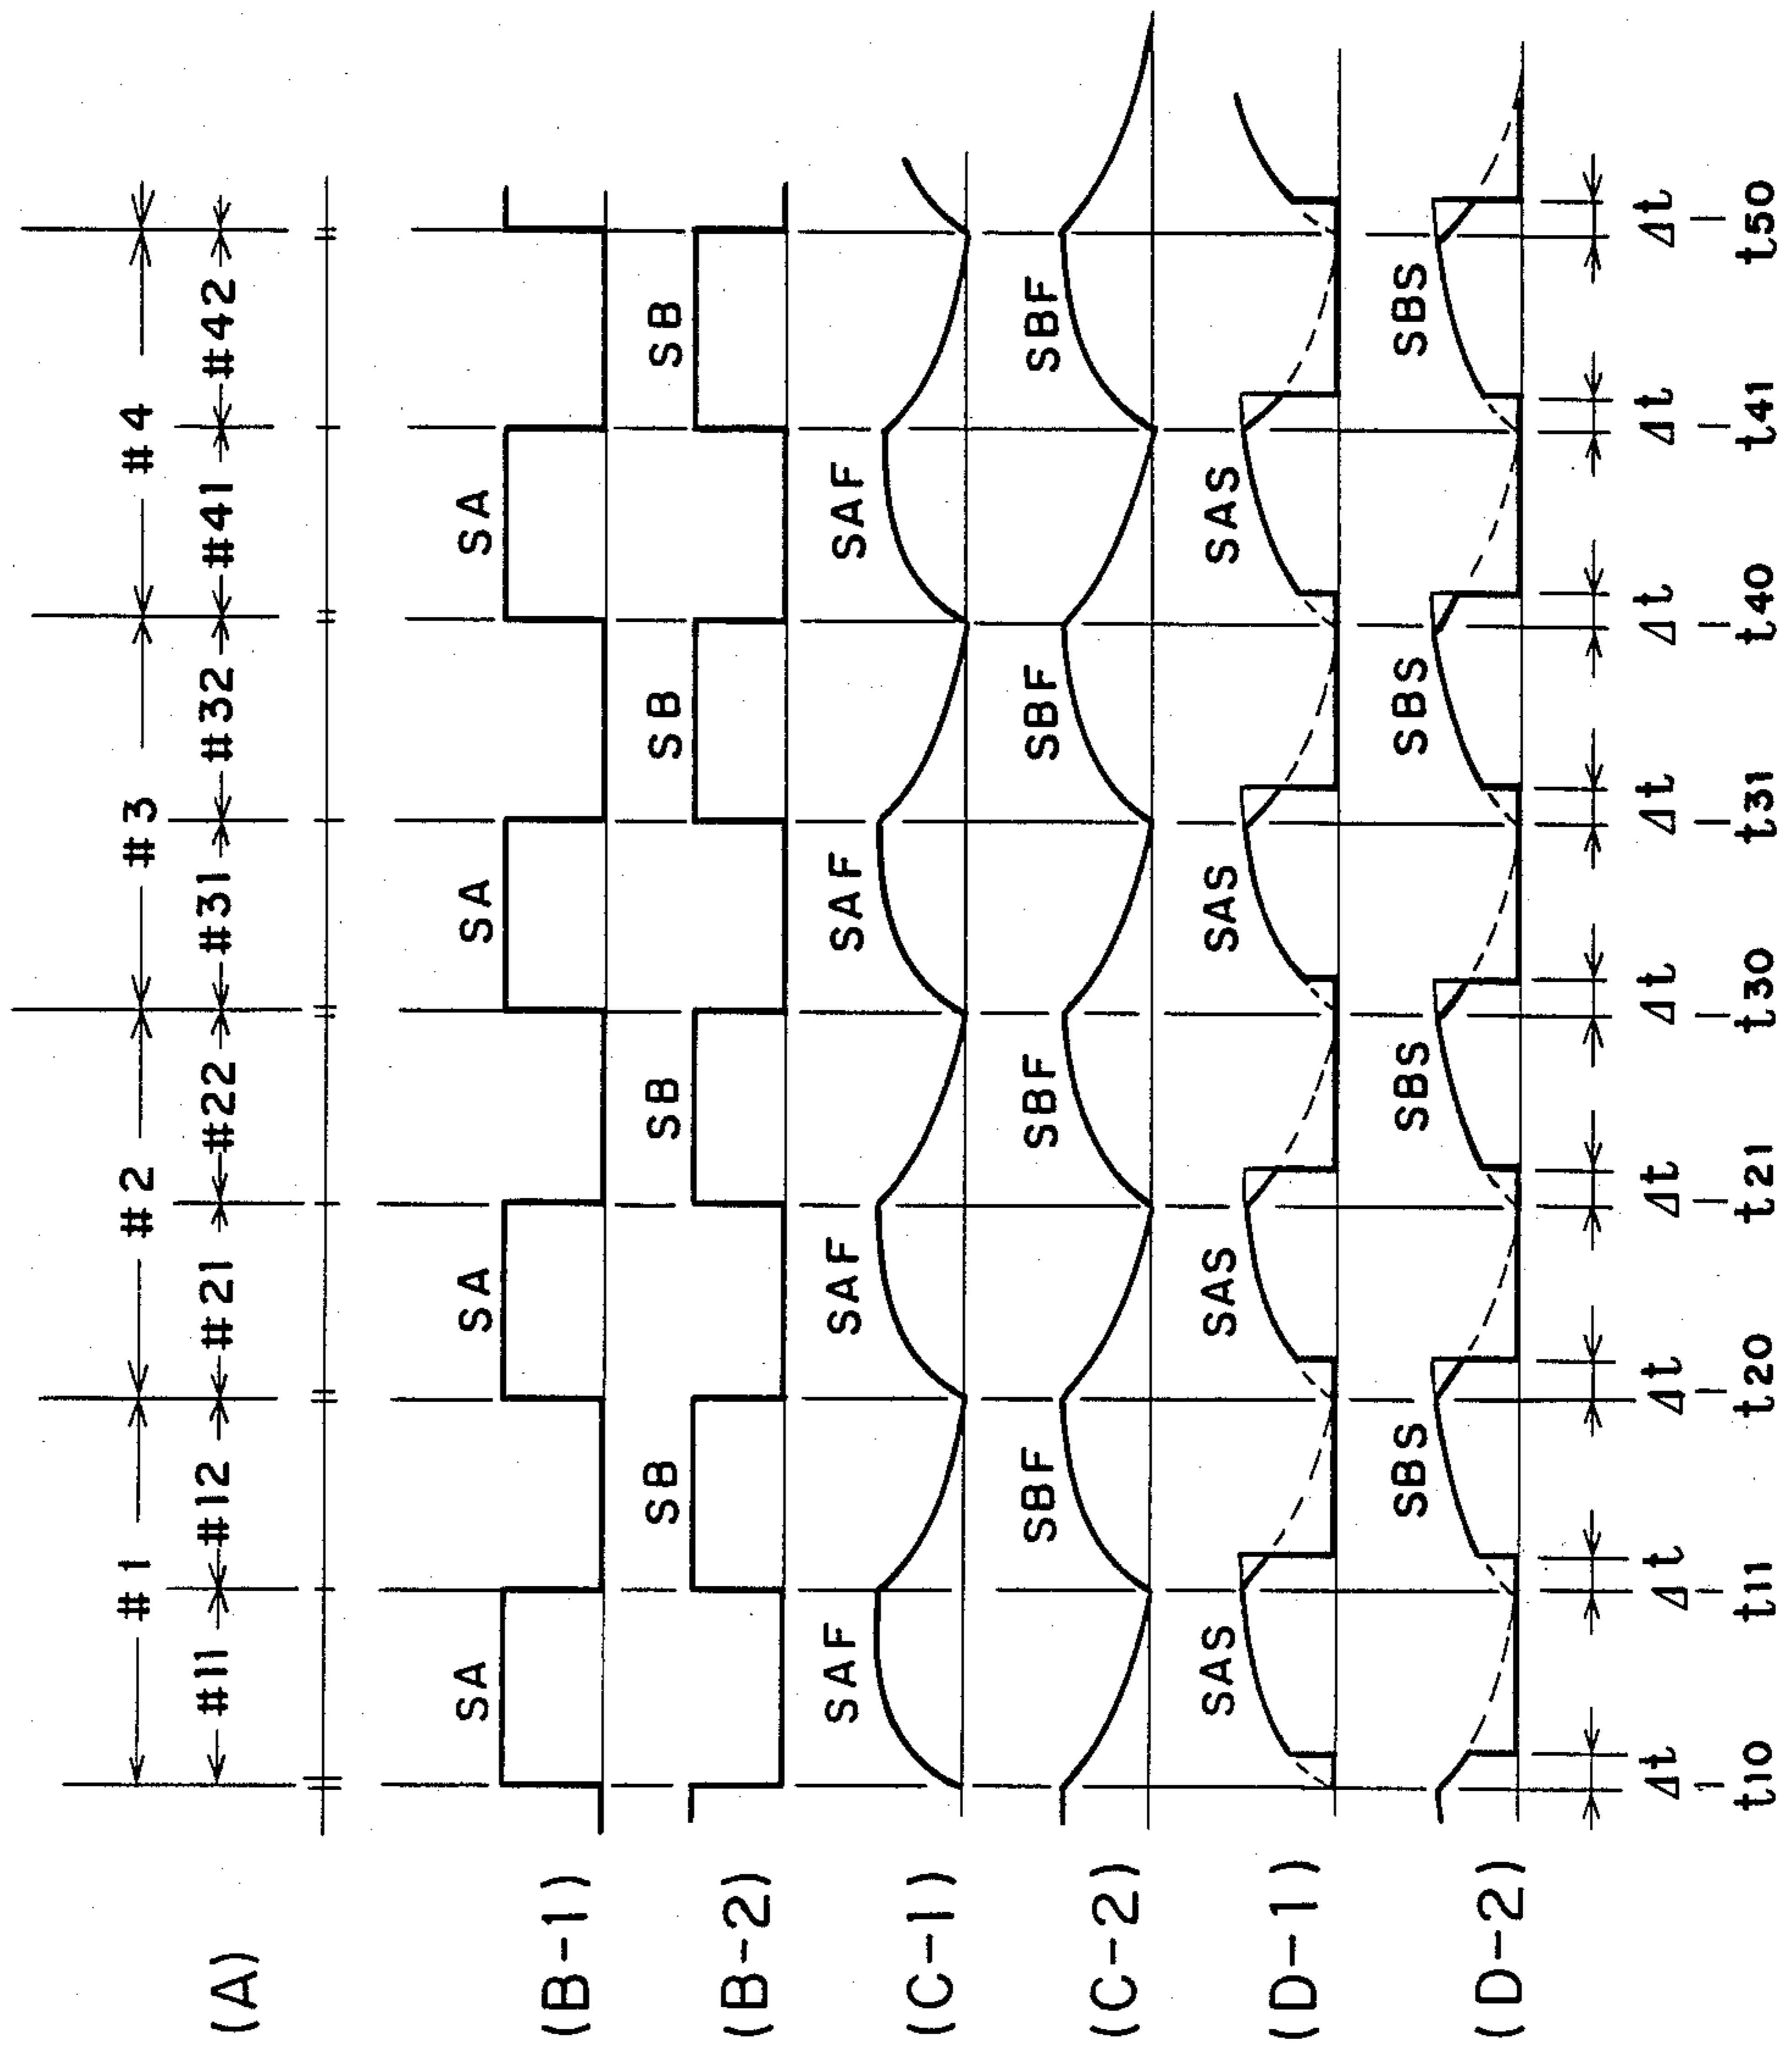 (A) #1 #2 #3 #4
#11 #12 #21 #22 #31 #32 #41 #42
(B-1) SA SA SA SA
(B-2) SB SB SB SB
(C-1) SAF SAF SAF SAF
(C-2) SBF SBF SBF SBF
(D-1) SAS SAS SAS SAS
(D-2) SBS SBS SBS SBS
Δt Δt Δt Δt Δt Δt Δt Δt Δt
t10 t11 t20 t21 t30 t31 t40 t41 t50